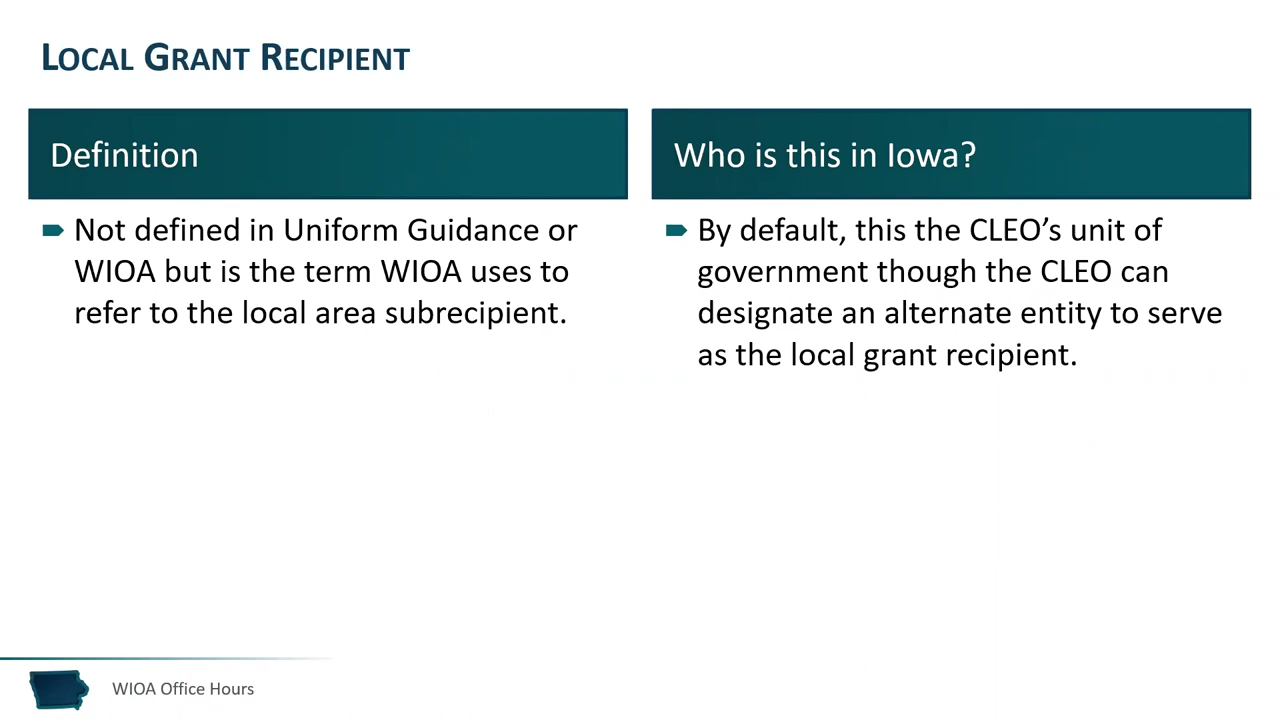 LOCAL GRANT RECIPIENT
Definition
Not defined in Uniform Guidance or
WIOA but is the term WIOA uses to
refer to the local area subrecipient.
Who is this in Iowa?
By default, this the CLEO’s unit of
government though the CLEO can
designate an alternate entity to serve
as the local grant recipient.
WIOA Office Hours